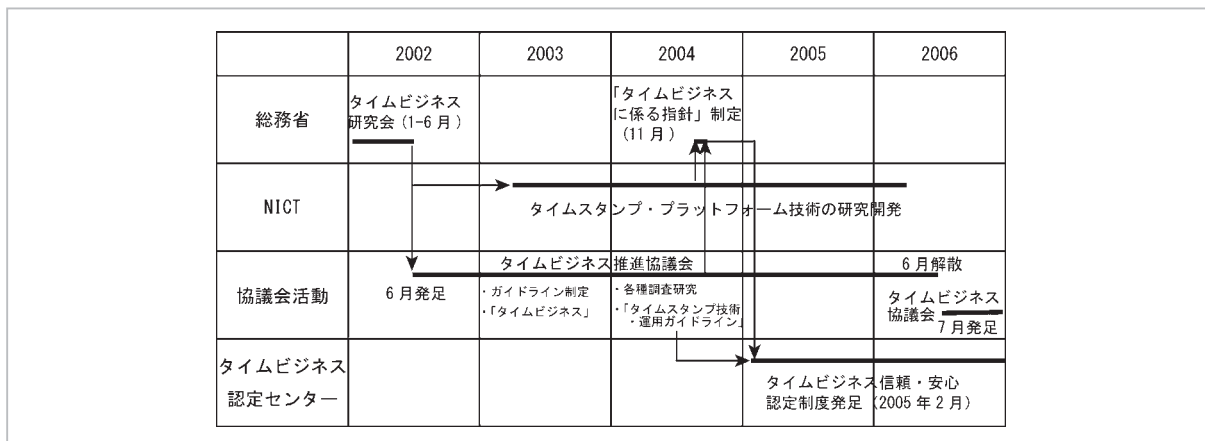 2002 2003 2004 2005 2006
総務省
タイムビジネス
研究会(1-6月)
「タイムビジネス
に係る指針」制定
(11月)
NICT
タイムスタンプ・プラットフォーム技術の研究開発
協議会活動
タイムビジネス推進協議会
6月発足
6月解散
・ガイドライン制定
・「タイムビジネス」
・各種調査研究
・「タイムスタンプ技術
・運用ガイドライン」
タイムビジネス
協議会
7月発足
タイムビジネス
認定センター
タイムビジネス信頼・安心
認定制度発足(2005年2月)